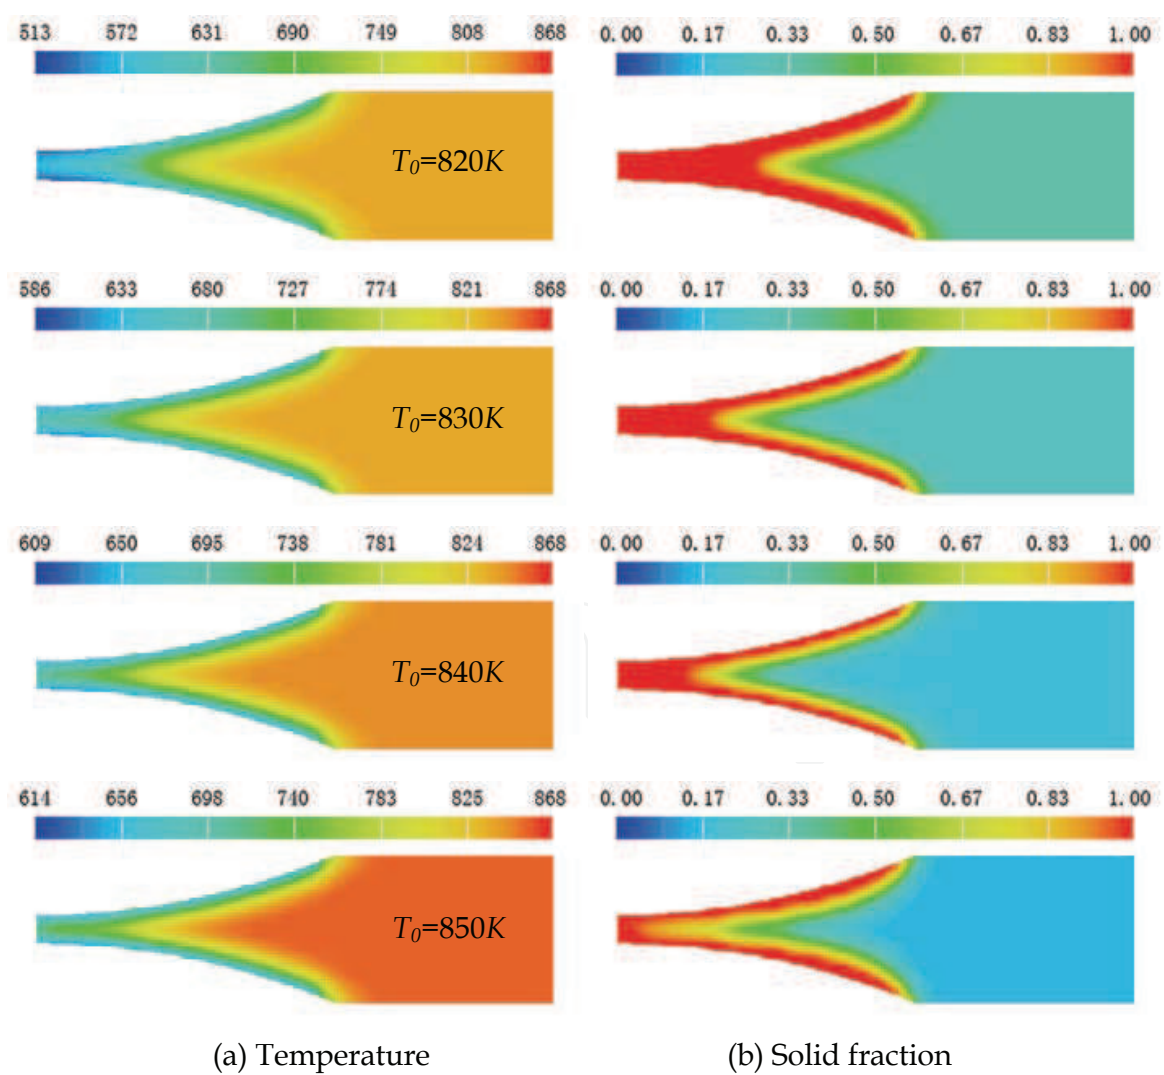 513 572 631 690 749 808 868 0.00 0.17 0.33 0.50 0.67 0.83 1.00
T₀=820K
586 633 680 727 774 821 868 0.00 0.17 0.33 0.50 0.67 0.83 1.00
T₀=830K
609 650 695 738 781 824 868 0.00 0.17 0.33 0.50 0.67 0.83 1.00
T₀=840K
614 656 698 740 783 825 868 0.00 0.17 0.33 0.50 0.67 0.83 1.00
T₀=850K
(a) Temperature (b) Solid fraction